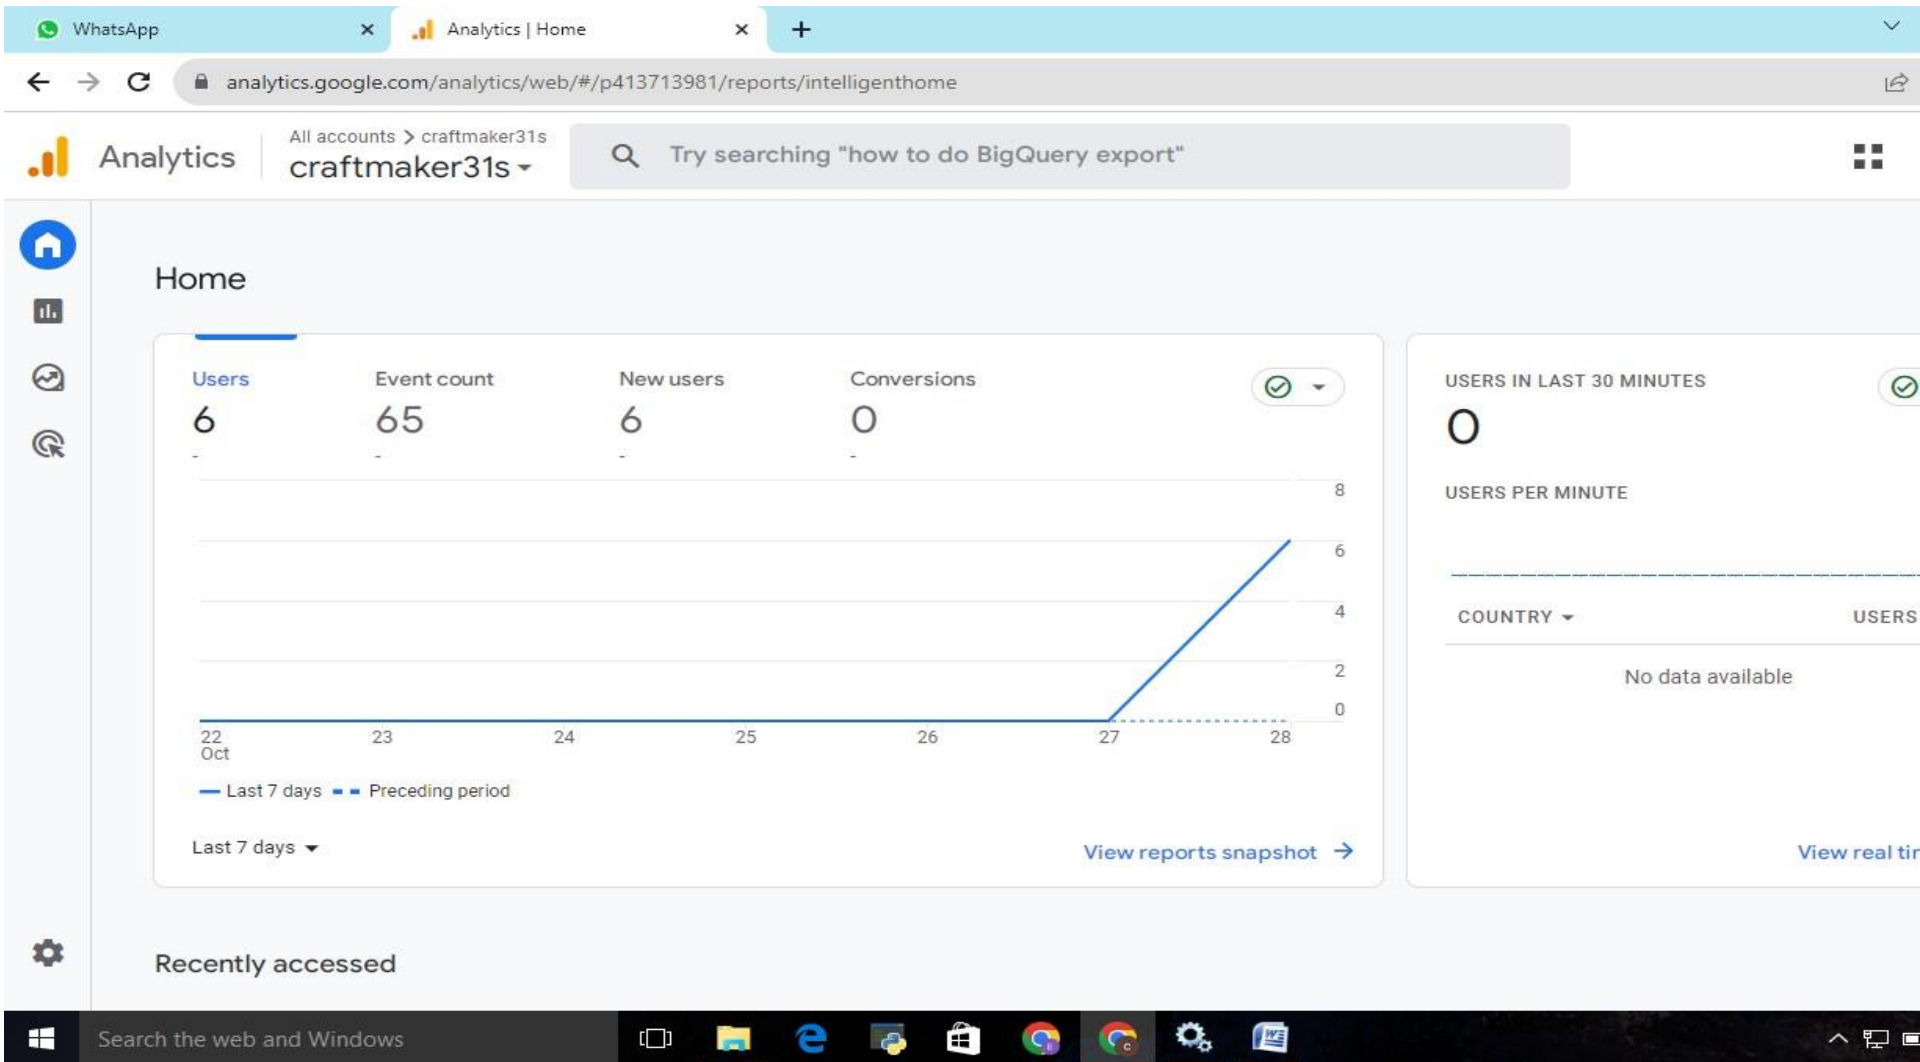 WhatsApp
Analytics | Home
analytics.google.com/analytics/web/#/p413713981/reports/intelligenthome
Analytics
All accounts > craftmaker31s
craftmaker31s
Try searching "how to do BigQuery export"
Home
Users Event count New users Conversions
6 65 6 0
- - - -
8
6
4
2
0
22 23 24 25 26 27 28
Oct
Last 7 days Preceding period
Last 7 days
View reports snapshot
USERS IN LAST 30 MINUTES
0
USERS PER MINUTE
COUNTRY USERS
No data available
View real tir
Recently accessed
Search the web and Windows